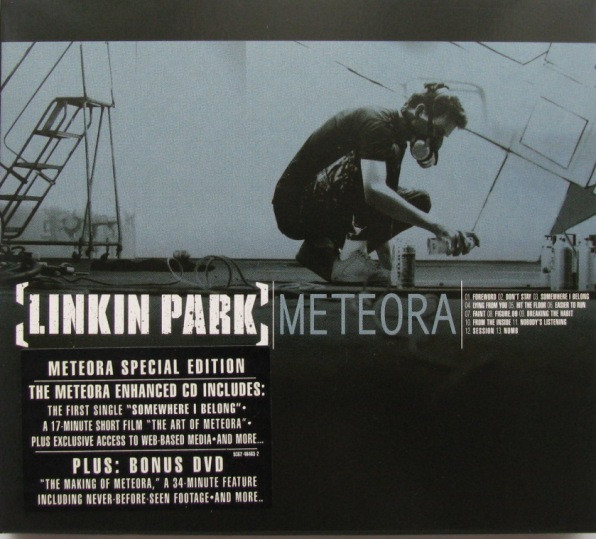 [LINKIN PARK]
METEORA
01. FOREWORD 02. DON'T STAY 03. SOMEWHERE I BELONG
04. LYING FROM YOU 05. HIT THE FLOOR 06. EASIER TO RUN
07. FAINT 08. FIGURE.09 09. BREAKING THE HABIT
10. FROM THE INSIDE 11. NOBODY'S LISTENING
12. SESSION 13. NUMB
METEORA SPECIAL EDITION
THE METEORA ENHANCED CD INCLUDES:
THE FIRST SINGLE "SOMEWHERE I BELONG"•
A 17-MINUTE SHORT FILM "THE ART OF METEORA"•
PLUS EXCLUSIVE ACCESS TO WEB-BASED MEDIA•AND MORE...
PLUS: BONUS DVD
"THE MAKING OF METEORA," A 34-MINUTE FEATURE
INCLUDING NEVER-BEFORE-SEEN FOOTAGE•AND MORE..